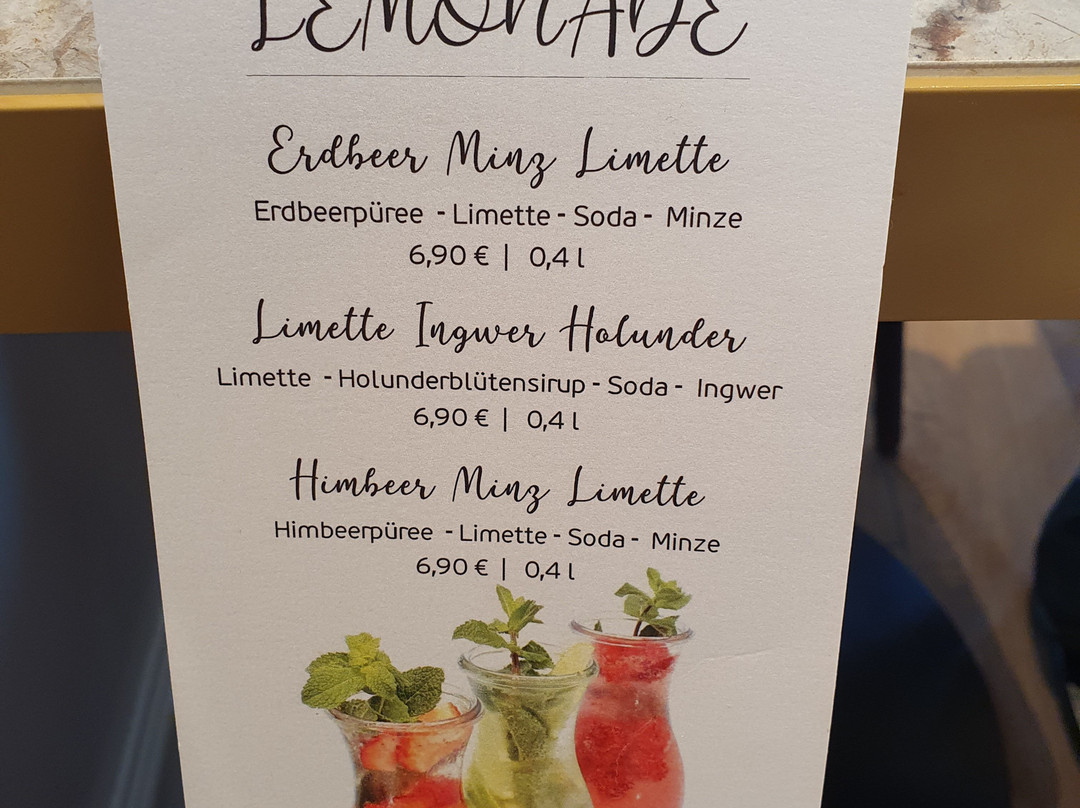 LEMONADE
Erdbeer Minz Limette
Erdbeerpüree - Limette - Soda - Minze
6,90 € | 0,4 l
Limette Ingwer Holunder
Limette - Holunderblütensirup - Soda - Ingwer
6,90 € | 0,4 l
Himbeer Minz Limette
Himbeerpüree - Limette - Soda - Minze
6,90 € | 0,4 l